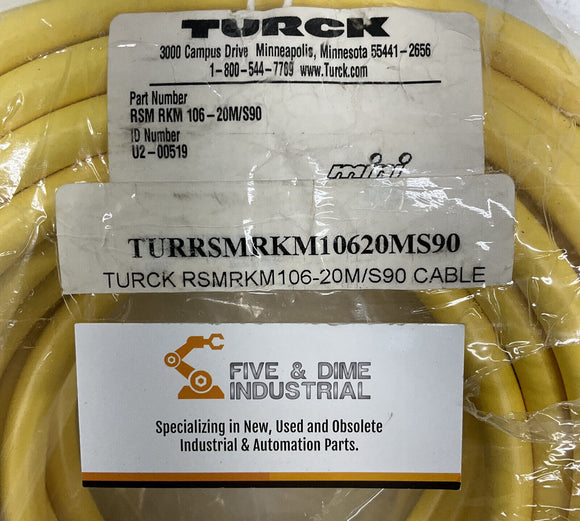 TURCK
3000 Campus Drive Minneapolis, Minnesota 55441-2656
1-800-544-7769 www.Turck.com
Part Number
RSM RKM 106-20M/S90
ID Number
U2-00519
mini
TURRSMRKM10620MS90
TURCK RSMRKM106-20M/S90 CABLE
FIVE & DIME
INDUSTRIAL
Specializing in New, Used and Obsolete
Industrial & Automation Parts.